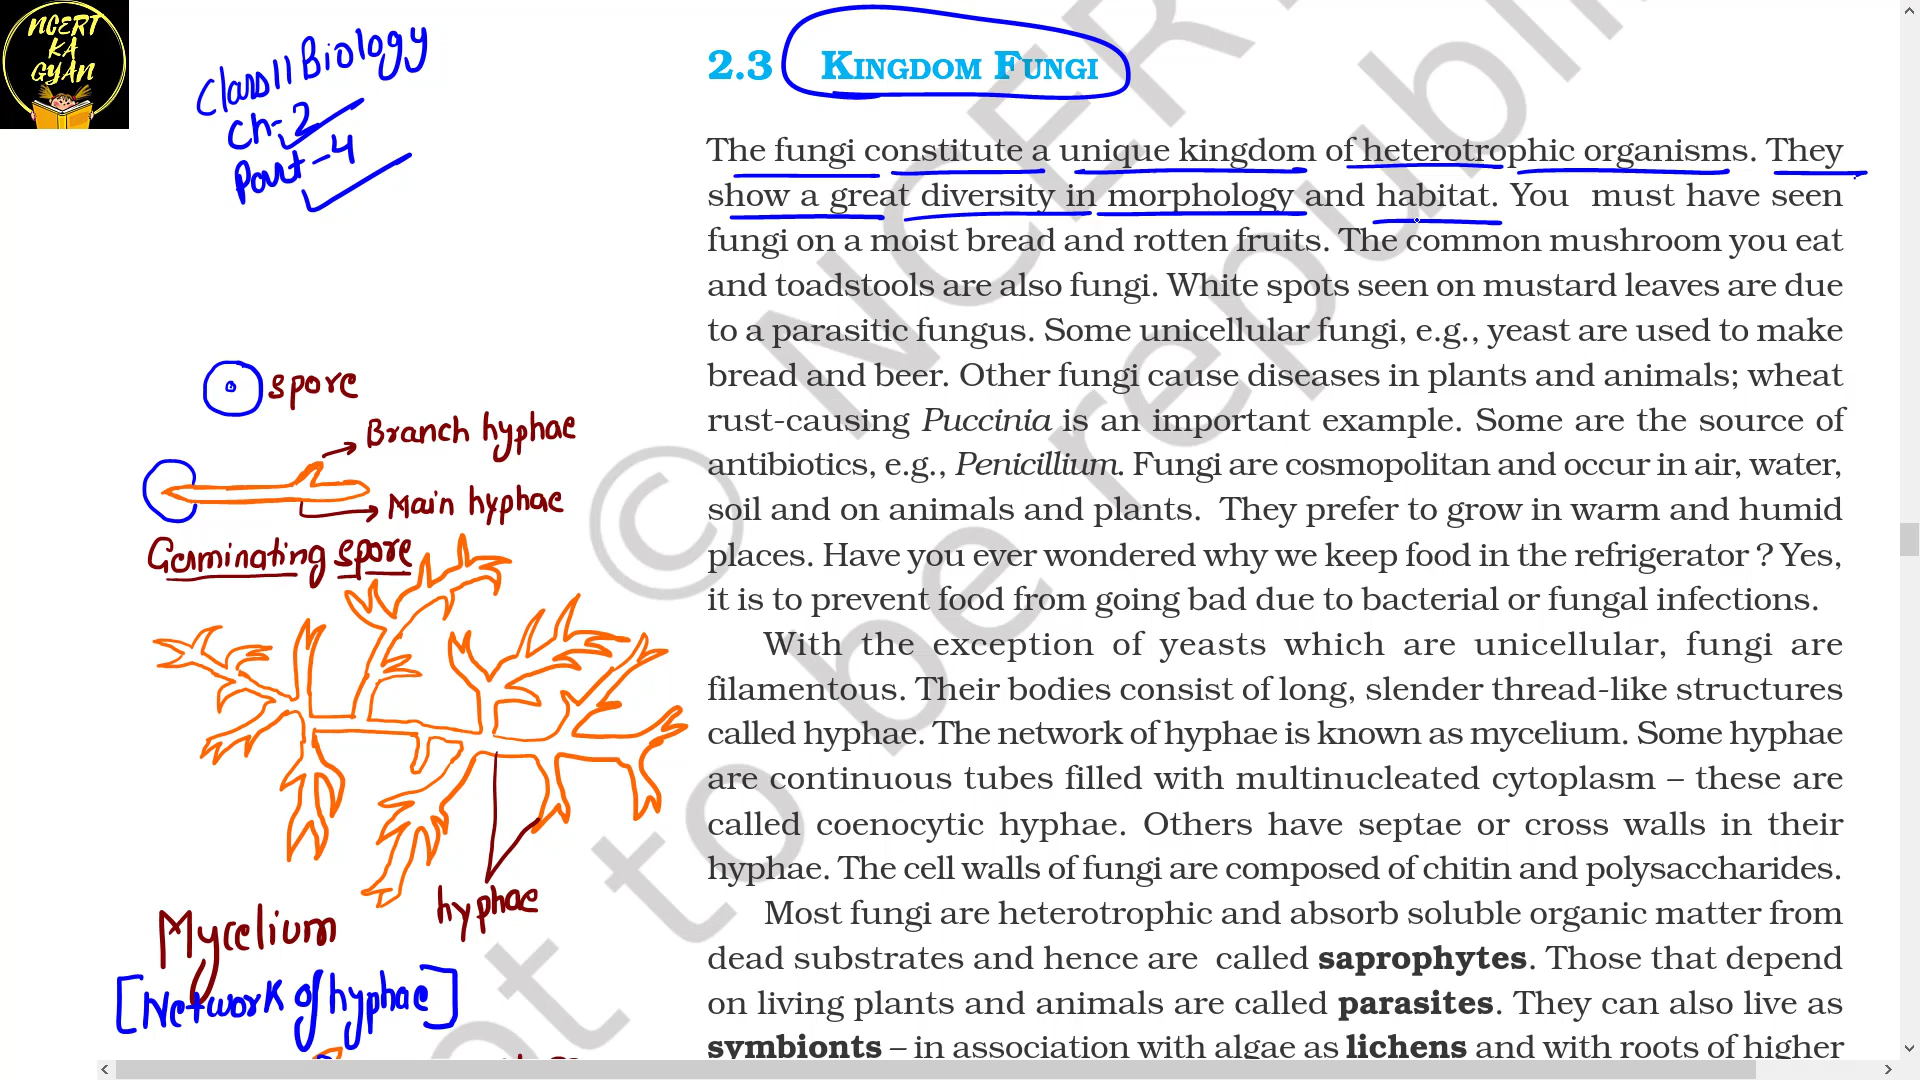 NCERT
KA
GYAN
Class 11 Biology
Ch-2
Part-4
spore
Branch hyphae
Main hyphae
Germinating spore
hyphae
Mycelium
[Network of hyphae]
2.3 KINGDOM FUNGI
The fungi constitute a unique kingdom of heterotrophic organisms. They
show a great diversity in morphology and habitat. You must have seen
fungi on a moist bread and rotten fruits. The common mushroom you eat
and toadstools are also fungi. White spots seen on mustard leaves are due
to a parasitic fungus. Some unicellular fungi, e.g., yeast are used to make
bread and beer. Other fungi cause diseases in plants and animals; wheat
rust-causing Puccinia is an important example. Some are the source of
antibiotics, e.g., Penicillium. Fungi are cosmopolitan and occur in air, water,
soil and on animals and plants. They prefer to grow in warm and humid
places. Have you ever wondered why we keep food in the refrigerator ? Yes,
it is to prevent food from going bad due to bacterial or fungal infections.
With the exception of yeasts which are unicellular, fungi are
filamentous. Their bodies consist of long, slender thread-like structures
called hyphae. The network of hyphae is known as mycelium. Some hyphae
are continuous tubes filled with multinucleated cytoplasm – these are
called coenocytic hyphae. Others have septae or cross walls in their
hyphae. The cell walls of fungi are composed of chitin and polysaccharides.
Most fungi are heterotrophic and absorb soluble organic matter from
dead substrates and hence are called saprophytes. Those that depend
on living plants and animals are called parasites. They can also live as
symbionts – in association with algae as lichens and with roots of higher
© NCERT
not to be republi